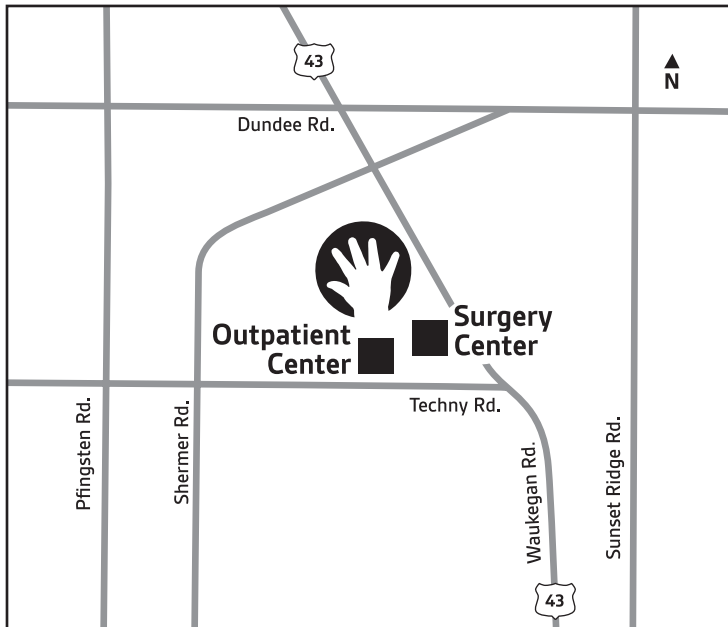 43
N
Dundee Rd.
Surgery
Center
Outpatient
Center
Techny Rd.
Pfingsten Rd.
Shermer Rd.
Waukegan Rd.
Sunset Ridge Rd.
43